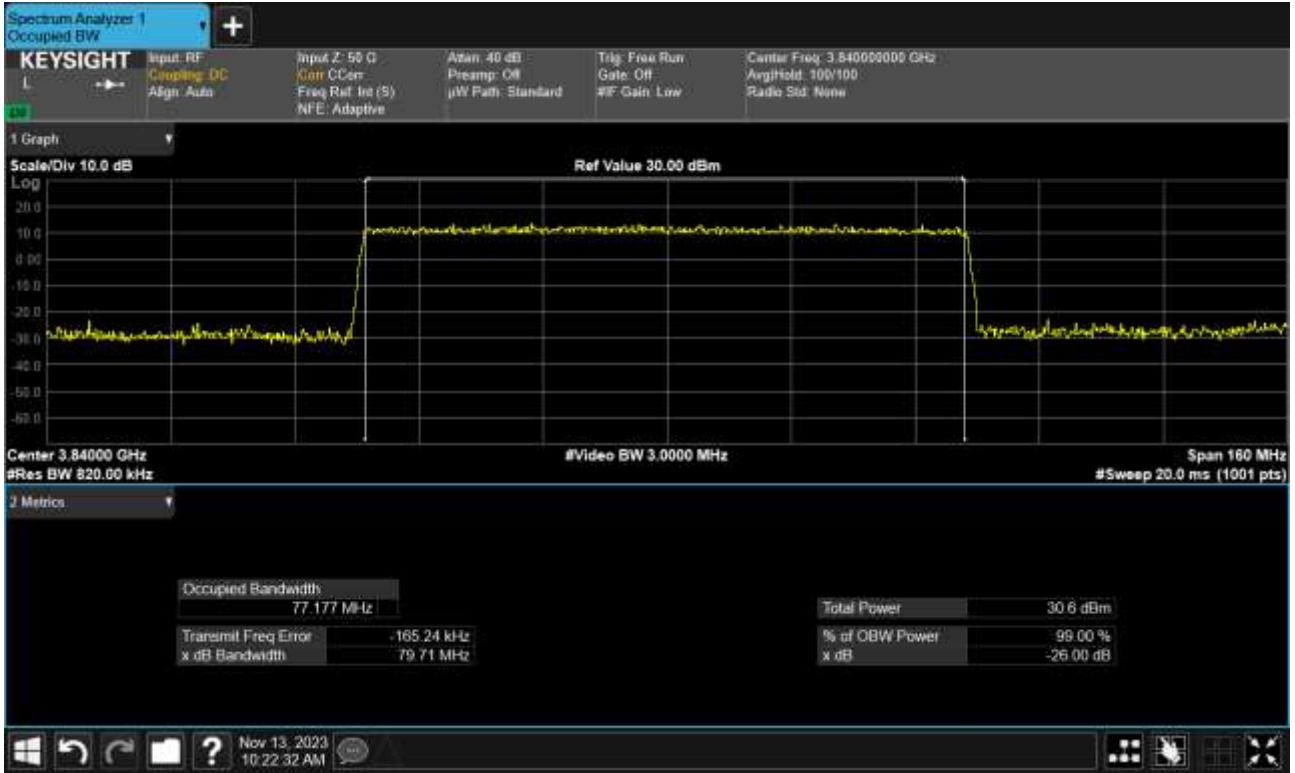 Spectrum Analyzer 1
Occupied BW
KEYSIGHT
L
Input: RF
Coupling: DC
Align: Auto
Input Z: 50 Ω
Corr CCorr
Freq Ref: Int (S)
NFE: Adaptive
Atten: 40 dB
Preamp: Off
µW Path: Standard
Trig: Free Run
Gate: Off
#IF Gain: Low
Center Freq: 3.840000000 GHz
Avg|Hold: 100/100
Radio Std: None
1 Graph
Scale/Div 10.0 dB
Ref Value 30.00 dBm
Log
20.0
10.0
0.00
-10.0
-20.0
-30.0
-40.0
-50.0
-60.0
Center 3.84000 GHz
#Video BW 3.0000 MHz
Span 160 MHz
#Res BW 820.00 kHz
#Sweep 20.0 ms (1001 pts)
2 Metrics
Occupied Bandwidth
77.177 MHz
Total Power 30.6 dBm
Transmit Freq Error -165.24 kHz
% of OBW Power 99.00 %
x dB Bandwidth 79.71 MHz
x dB -26.00 dB
?
Nov 13, 2023
10:22:32 AM